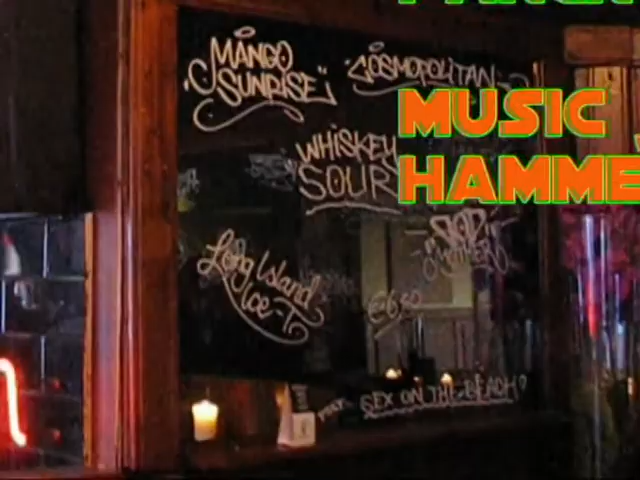 MUSIC
HAMME
MANGO
SUNRISE
COSMOPOLITAN
WHISKEY
SOUR
Long Island
Ice-T
€6,50
SEX ON THE BEACH?